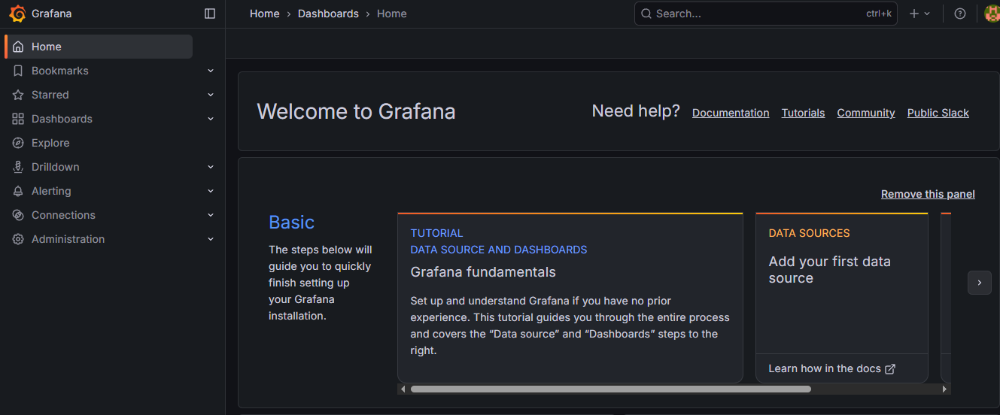 Grafana
Home › Dashboards › Home
Search...
ctrl+k
Home
Bookmarks
Starred
Dashboards
Explore
Drilldown
Alerting
Connections
Administration
Welcome to Grafana
Need help?
Documentation
Tutorials
Community
Public Slack
Remove this panel
Basic
The steps below will
guide you to quickly
finish setting up
your Grafana
installation.
TUTORIAL
DATA SOURCE AND DASHBOARDS
Grafana fundamentals
Set up and understand Grafana if you have no prior
experience. This tutorial guides you through the entire process
and covers the “Data source” and “Dashboards” steps to the
right.
DATA SOURCES
Add your first data
source
Learn how in the docs